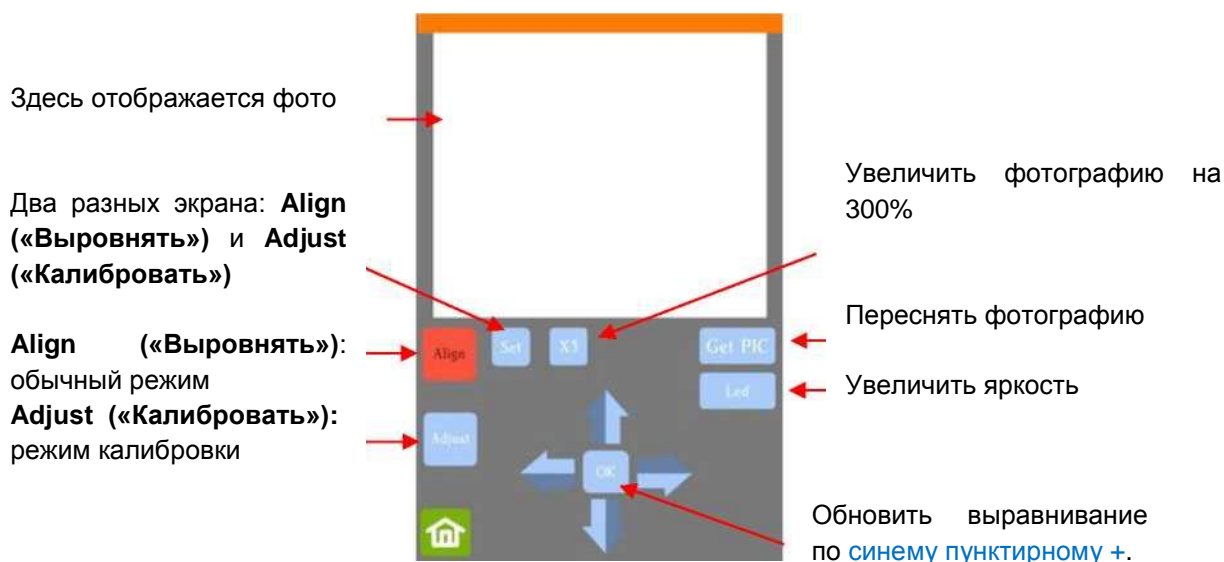 Здесь отображается фото
Два разных экрана: Align
(«Выровнять») и Adjust
(«Калибровать»)
Align («Выровнять»):
обычный режим
Adjust («Калибровать»):
режим калибровки
Align
Set
X3
Get PIC
Led
Adjust
OK
Увеличить фотографию на
300%
Переснять фотографию
Увеличить яркость
Обновить выравнивание
по синему пунктирному +.